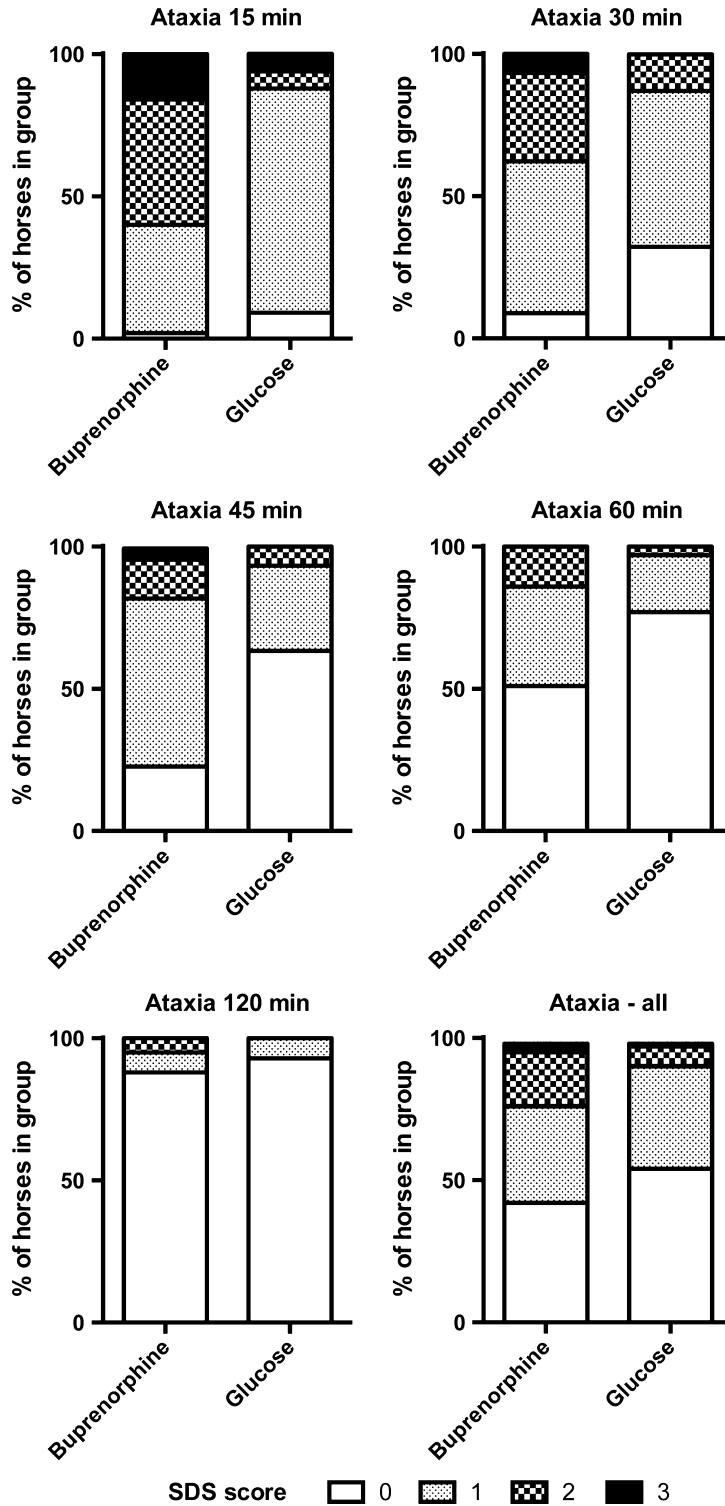 Ataxia 15 min
% of horses in group
100
50
0
Buprenorphine
Glucose
Ataxia 30 min
% of horses in group
100
50
0
Buprenorphine
Glucose
Ataxia 45 min
% of horses in group
100
50
0
Buprenorphine
Glucose
Ataxia 60 min
% of horses in group
100
50
0
Buprenorphine
Glucose
Ataxia 120 min
% of horses in group
100
50
0
Buprenorphine
Glucose
Ataxia - all
% of horses in group
100
50
0
Buprenorphine
Glucose
SDS score 0 1 2 3